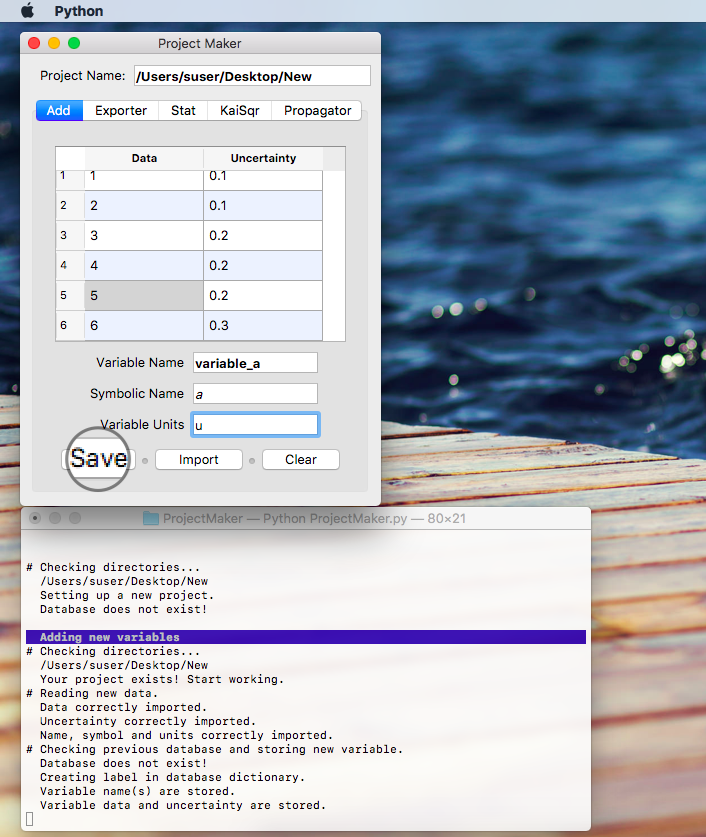 Python
Project Maker
Project Name: /Users/suser/Desktop/New
Add Exporter Stat KaiSqr Propagator
Data Uncertainty
1 1 0.1
2 2 0.1
3 3 0.2
4 4 0.2
5 5 0.2
6 6 0.3
Variable Name variable_a
Symbolic Name a
Variable Units u
Save Import Clear
ProjectMaker — Python ProjectMaker.py — 80×21
# Checking directories...
/Users/suser/Desktop/New
Setting up a new project.
Database does not exist!
Adding new variables
# Checking directories...
/Users/suser/Desktop/New
Your project exists! Start working.
# Reading new data.
Data correctly imported.
Uncertainty correctly imported.
Name, symbol and units correctly imported.
# Checking previous database and storing new variable.
Database does not exist!
Creating label in database dictionary.
Variable name(s) are stored.
Variable data and uncertainty are stored.